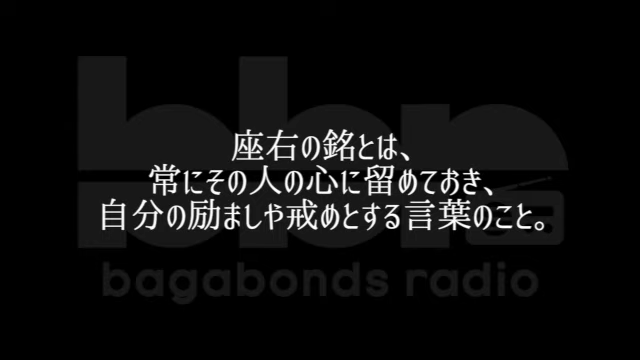 座右の銘とは、
常にその人の心に留めておき、
自分の励ましや戒めとする言葉のこと。
bbr
bagabonds radio